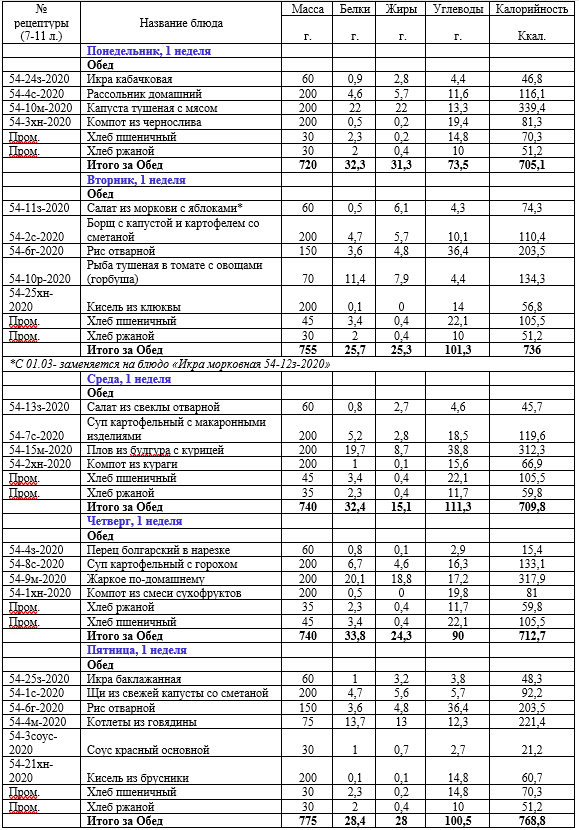 № рецептуры (7-11 л.) Название блюда Масса г. Белки г. Жиры г. Углеводы г. Калорийность Ккал.
Понедельник, 1 неделя
Обед
54-24з-2020 Икра кабачковая 60 0,9 2,8 4,4 46,8
54-4с-2020 Рассольник домашний 200 4,6 5,7 11,6 116,1
54-10м-2020 Капуста тушеная с мясом 200 22 22 13,3 339,4
54-3хн-2020 Компот из чернослива 200 0,5 0,2 19,4 81,3
Пром. Хлеб пшеничный 30 2,3 0,2 14,8 70,3
Пром. Хлеб ржаной 30 2 0,4 10 51,2
Итого за Обед 720 32,3 31,3 73,5 705,1
Вторник, 1 неделя
Обед
54-11з-2020 Салат из моркови с яблоками* 60 0,5 6,1 4,3 74,3
Борщ с капустой и картофелем со
54-2с-2020 сметаной 200 4,7 5,7 10,1 110,4
54-6г-2020 Рис отварной 150 3,6 4,8 36,4 203,5
Рыба тушеная в томате с овощами
54-10р-2020 (горбуша) 70 11,4 7,9 4,4 134,3
54-25хн-
2020 Кисель из клюквы 200 0,1 0 14 56,8
Пром. Хлеб пшеничный 45 3,4 0,4 22,1 105,5
Пром. Хлеб ржаной 30 2 0,4 10 51,2
Итого за Обед 755 25,7 25,3 101,3 736
*С 01.03- заменяется на блюдо «Икра морковная 54-12з-2020»
Среда, 1 неделя
Обед
54-13з-2020 Салат из свеклы отварной 60 0,8 2,7 4,6 45,7
Суп картофельный с макаронными
54-7с-2020 изделиями 200 5,2 2,8 18,5 119,6
54-15м-2020 Плов из булгура с курицей 200 19,7 8,7 38,8 312,3
54-2хн-2020 Компот из кураги 200 1 0,1 15,6 66,9
Пром. Хлеб пшеничный 45 3,4 0,4 22,1 105,5
Пром. Хлеб ржаной 35 2,3 0,4 11,7 59,8
Итого за Обед 740 32,4 15,1 111,3 709,8
Четверг, 1 неделя
Обед
54-4з-2020 Перец болгарский в нарезке 60 0,8 0,1 2,9 15,4
54-8с-2020 Суп картофельный с горохом 200 6,7 4,6 16,3 133,1
54-9м-2020 Жаркое по-домашнему 200 20,1 18,8 17,2 317,9
54-1хн-2020 Компот из смеси сухофруктов 200 0,5 0 19,8 81
Пром. Хлеб ржаной 35 2,3 0,4 11,7 59,8
Пром. Хлеб пшеничный 45 3,4 0,4 22,1 105,5
Итого за Обед 740 33,8 24,3 90 712,7
Пятница, 1 неделя
Обед
54-25з-2020 Икра баклажанная 60 1 3,2 3,8 48,3
54-1с-2020 Щи из свежей капусты со сметаной 200 4,7 5,6 5,7 92,2
54-6г-2020 Рис отварной 150 3,6 4,8 36,4 203,5
54-4м-2020 Котлеты из говядины 75 13,7 13 12,3 221,4
54-3соус-
2020 Соус красный основной 30 1 0,7 2,7 21,2
54-21хн-
2020 Кисель из брусники 200 0,1 0,1 14,8 60,7
Пром. Хлеб пшеничный 30 2,3 0,2 14,8 70,3
Пром. Хлеб ржаной 30 2 0,4 10 51,2
Итого за Обед 775 28,4 28 100,5 768,8